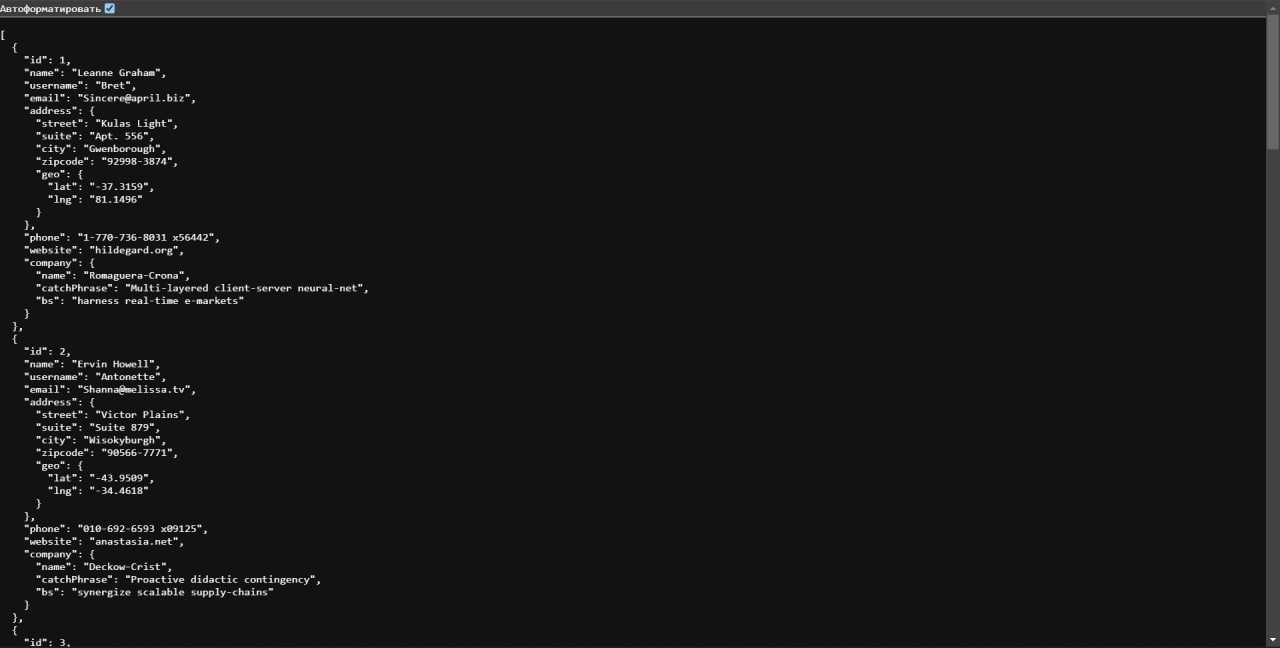 Автоформатировать
[
  {
    "id": 1,
    "name": "Leanne Graham",
    "username": "Bret",
    "email": "Sincere@april.biz",
    "address": {
      "street": "Kulas Light",
      "suite": "Apt. 556",
      "city": "Gwenborough",
      "zipcode": "92998-3874",
      "geo": {
        "lat": "-37.3159",
        "lng": "81.1496"
      }
    },
    "phone": "1-770-736-8031 x56442",
    "website": "hildegard.org",
    "company": {
      "name": "Romaguera-Crona",
      "catchPhrase": "Multi-layered client-server neural-net",
      "bs": "harness real-time e-markets"
    }
  },
  {
    "id": 2,
    "name": "Ervin Howell",
    "username": "Antonette",
    "email": "Shanna@melissa.tv",
    "address": {
      "street": "Victor Plains",
      "suite": "Suite 879",
      "city": "Wisokyburgh",
      "zipcode": "90566-7771",
      "geo": {
        "lat": "-43.9509",
        "lng": "-34.4618"
      }
    },
    "phone": "010-692-6593 x09125",
    "website": "anastasia.net",
    "company": {
      "name": "Deckow-Crist",
      "catchPhrase": "Proactive didactic contingency",
      "bs": "synergize scalable supply-chains"
    }
  },
  {
    "id": 3,